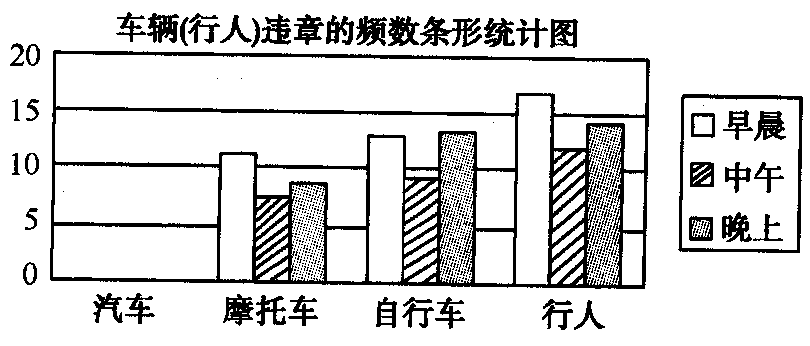 车辆(行人)违章的频数条形统计图
20
15
10
5
0
汽车 摩托车 自行车 行人
早晨
中午
晚上